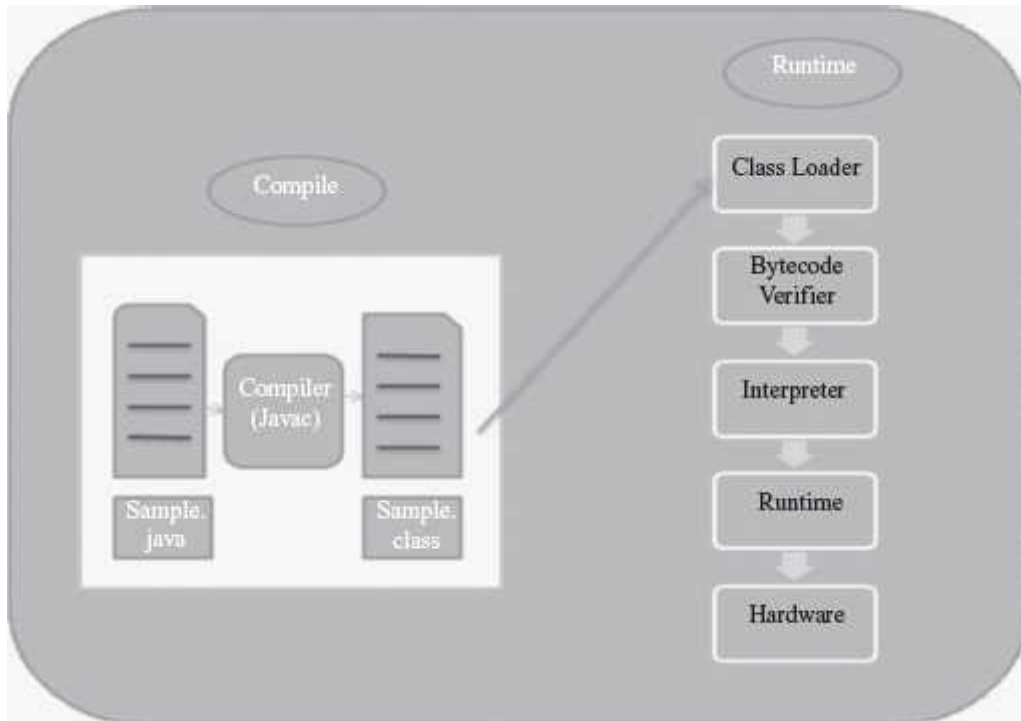 Compile
Compiler
(Javac)
Sample.
java
Sample.
class
Runtime
Class Loader
Bytecode
Verifier
Interpreter
Runtime
Hardware